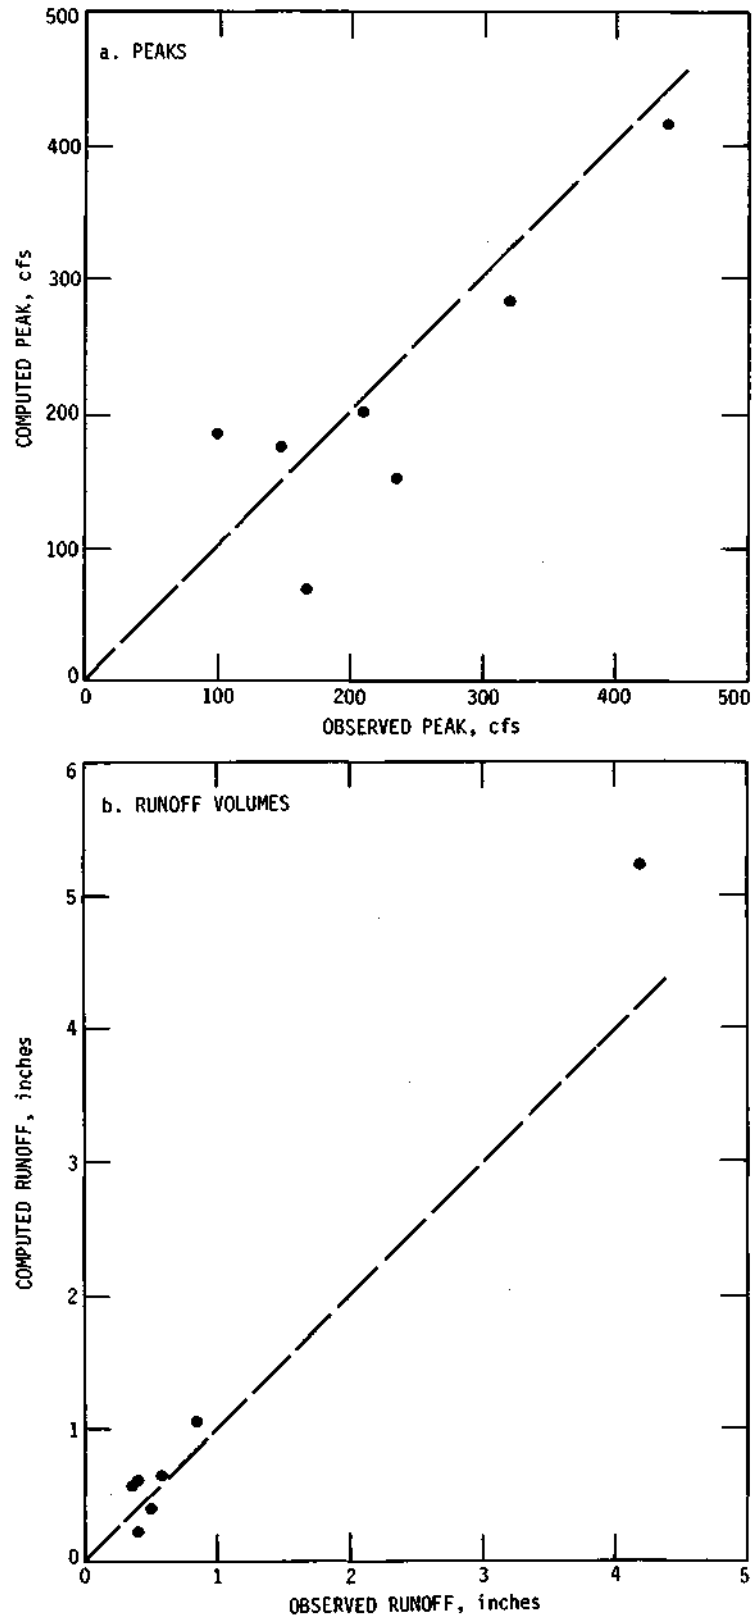 500
a. PEAKS
400
300
200
100
0
COMPUTED PEAK, cfs
0 100 200 300 400 500
OBSERVED PEAK, cfs
6
b. RUNOFF VOLUMES
5
4
3
2
1
0
COMPUTED RUNOFF, inches
0 1 2 3 4 5
OBSERVED RUNOFF, inches